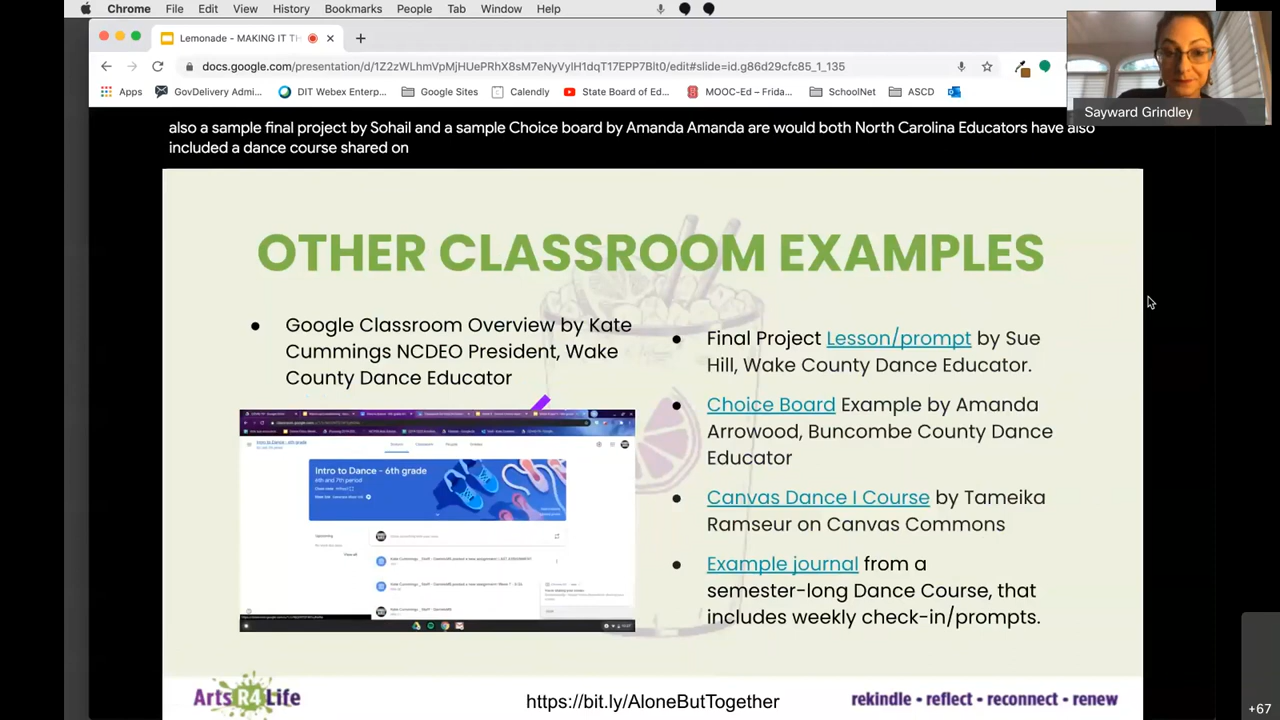 Chrome File Edit View History Bookmarks People Tab Window Help
Lemonade - MAKING IT TH
docs.google.com/presentation/d/1Z2zWLhmVpMjHUePRhX8sM7eNyVyIH1dqT17EPP7Blt0/edit#slide=id.g86d29cfc85_1_135
Apps GovDelivery Admi... DIT Webex Enterp... Google Sites Calendly State Board of Ed... MOOC-Ed – Frida... SchoolNet ASCD
Sayward Grindley
also a sample final project by Sohail and a sample Choice board by Amanda Amanda are would both North Carolina Educators have also
included a dance course shared on
OTHER CLASSROOM EXAMPLES
● Google Classroom Overview by Kate
Cummings NCDEO President, Wake
County Dance Educator
Intro to Dance - 6th grade
6th and 7th period
● Final Project Lesson/prompt by Sue
Hill, Wake County Dance Educator.
● Choice Board Example by Amanda
Buncombe County Dance
Educator
● Canvas Dance I Course by Tameika
Ramseur on Canvas Commons
● Example journal from a
semester-long Dance Course, that
includes weekly check-in/prompts.
ArtsR4Life
https://bit.ly/AloneButTogether
rekindle • reflect • reconnect • renew
+67